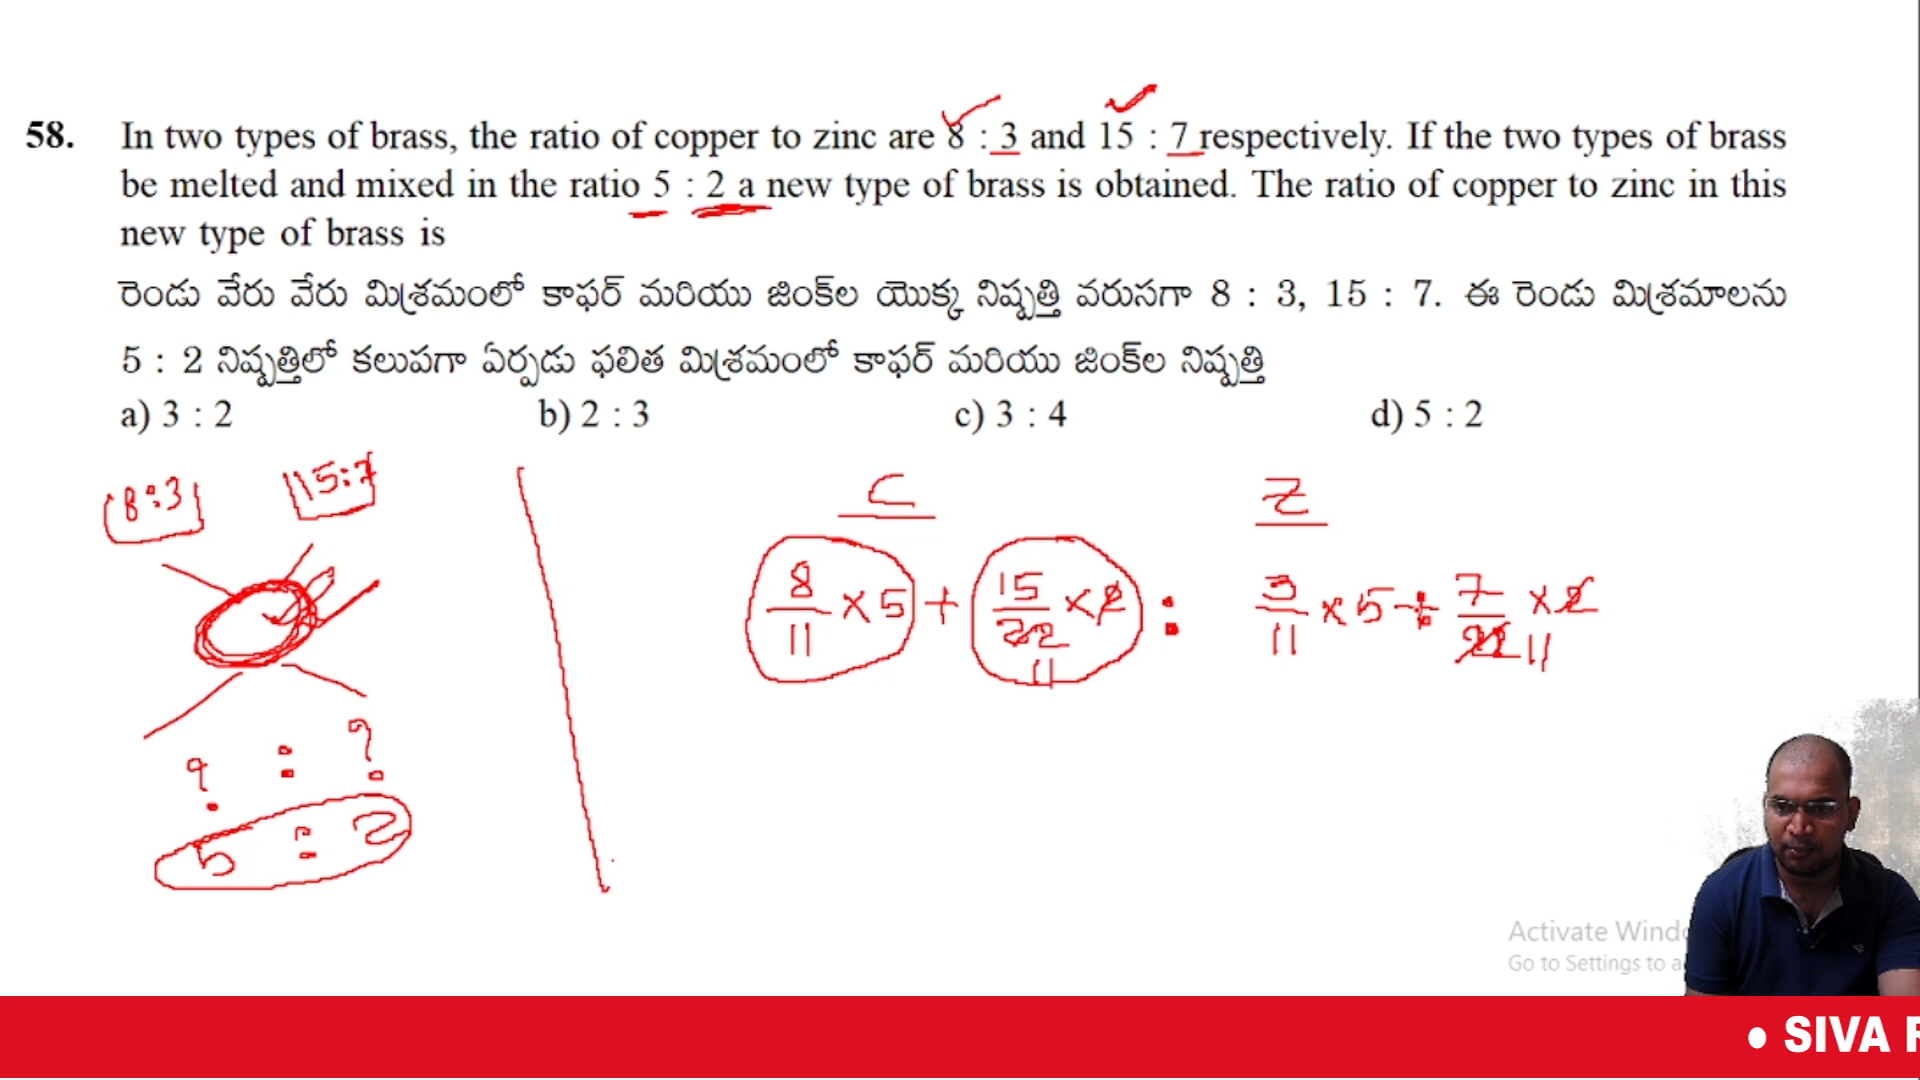 58. In two types of brass, the ratio of copper to zinc are 8 : 3 and 15 : 7 respectively. If the two types of brass
be melted and mixed in the ratio 5 : 2 a new type of brass is obtained. The ratio of copper to zinc in this
new type of brass is
రెండు వేరు వేరు మిశ్రమంలో కాఫర్ మరియు జింక్‌ల యొక్క నిష్పత్తి వరుసగా 8 : 3, 15 : 7. ఈ రెండు మిశ్రమాలను
5 : 2 నిష్పత్తిలో కలుపగా ఏర్పడు ఫలిత మిశ్రమంలో కాఫర్ మరియు జింక్‌ల నిష్పత్తి
a) 3 : 2 b) 2 : 3 c) 3 : 4 d) 5 : 2
8:3 15:7 C Z
8/11 × 5 + 15/22 × 2 : 3/11 × 5 + 7/22 × 2
11 11
? : ?
5 : 2
Activate Wind
Go to Settings to a
• SIVA